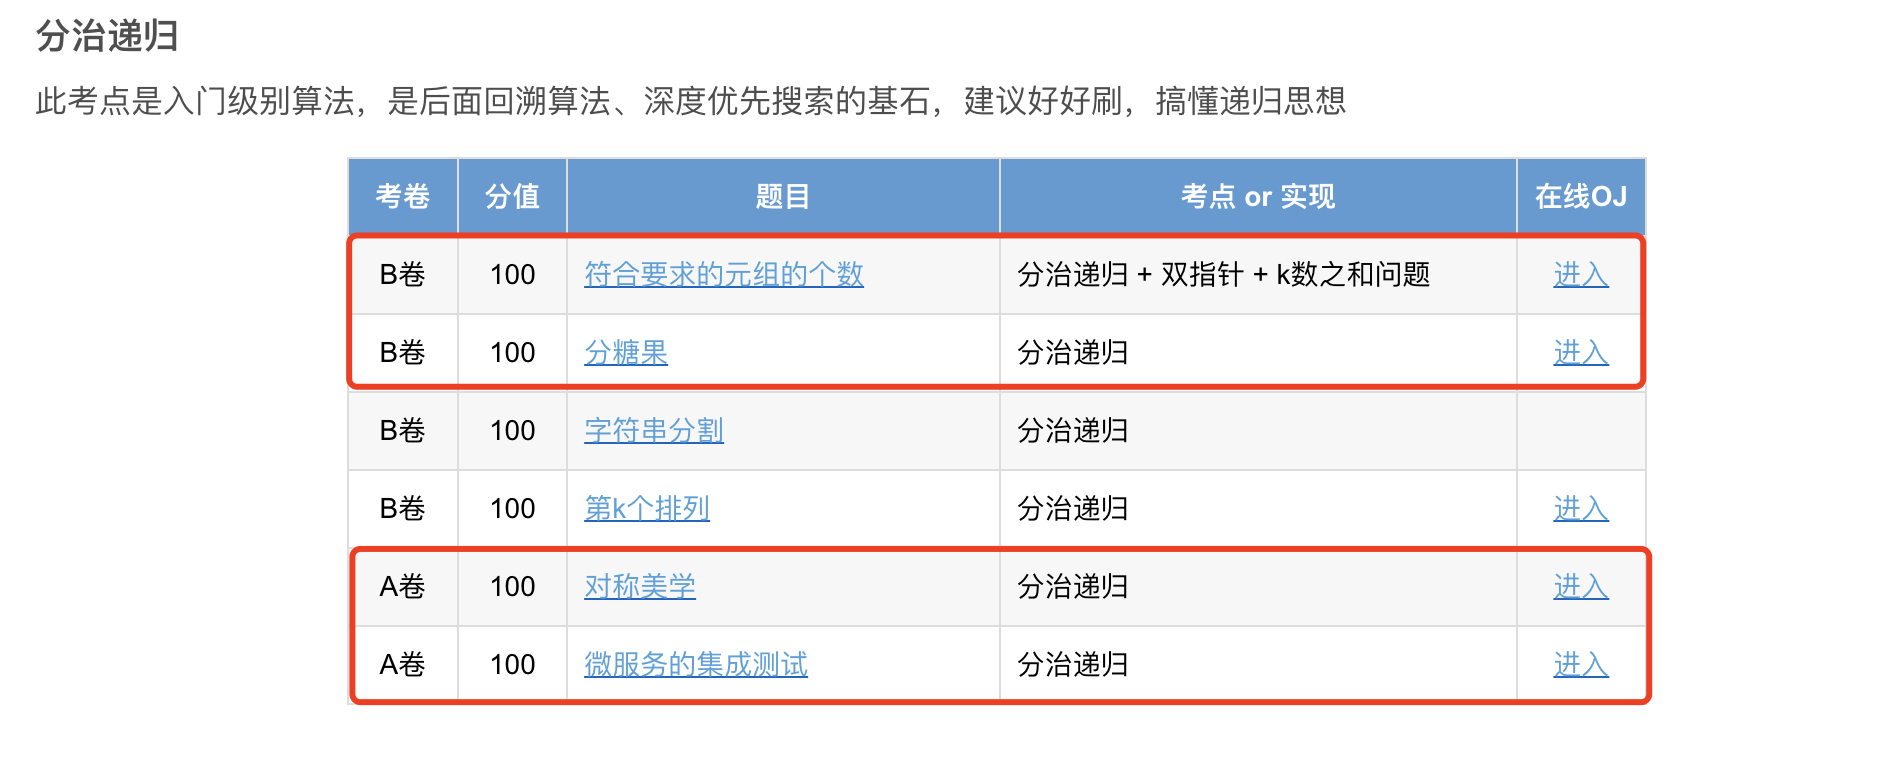 分治递归
此考点是入门级别算法，是后面回溯算法、深度优先搜索的基石，建议好好刷，搞懂递归思想
考卷 分值 题目 考点 or 实现 在线OJ
B卷 100 符合要求的元组的个数 分治递归 + 双指针 + k数之和问题 进入
B卷 100 分糖果 分治递归 进入
B卷 100 字符串分割 分治递归
B卷 100 第k个排列 分治递归 进入
A卷 100 对称美学 分治递归 进入
A卷 100 微服务的集成测试 分治递归 进入